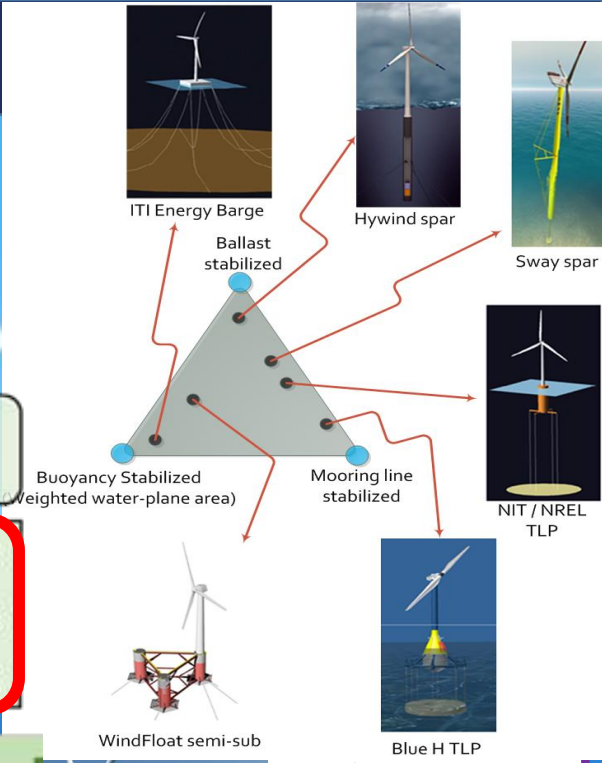 ITI Energy Barge
Hywind spar
Sway spar
Ballast
stabilized
Buoyancy Stabilized
(Weighted water-plane area)
Mooring line
stabilized
NIT / NREL
TLP
WindFloat semi-sub
Blue H TLP